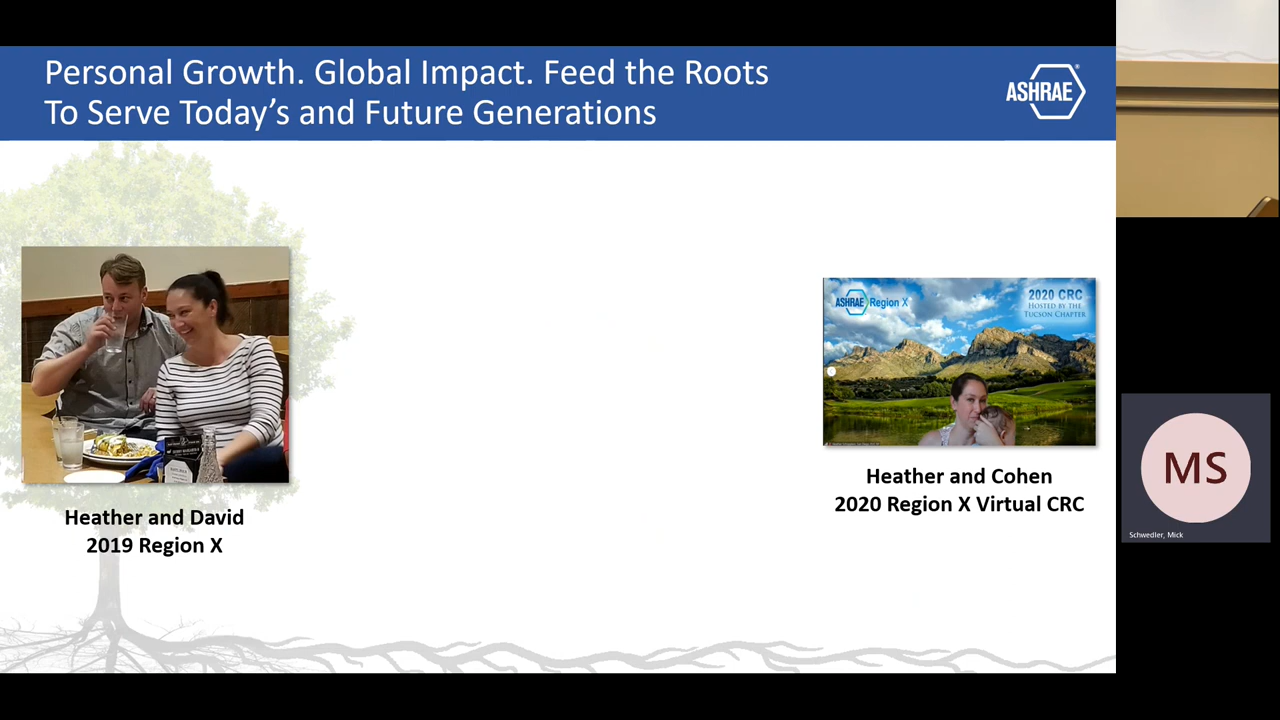 Personal Growth. Global Impact. Feed the Roots
To Serve Today's and Future Generations
ASHRAE®
ASHRAE Region X
2020 CRC
HOSTED BY THE
TUCSON CHAPTER
Heather and David
2019 Region X
Heather and Cohen
2020 Region X Virtual CRC
MS
Schwedler, Mick